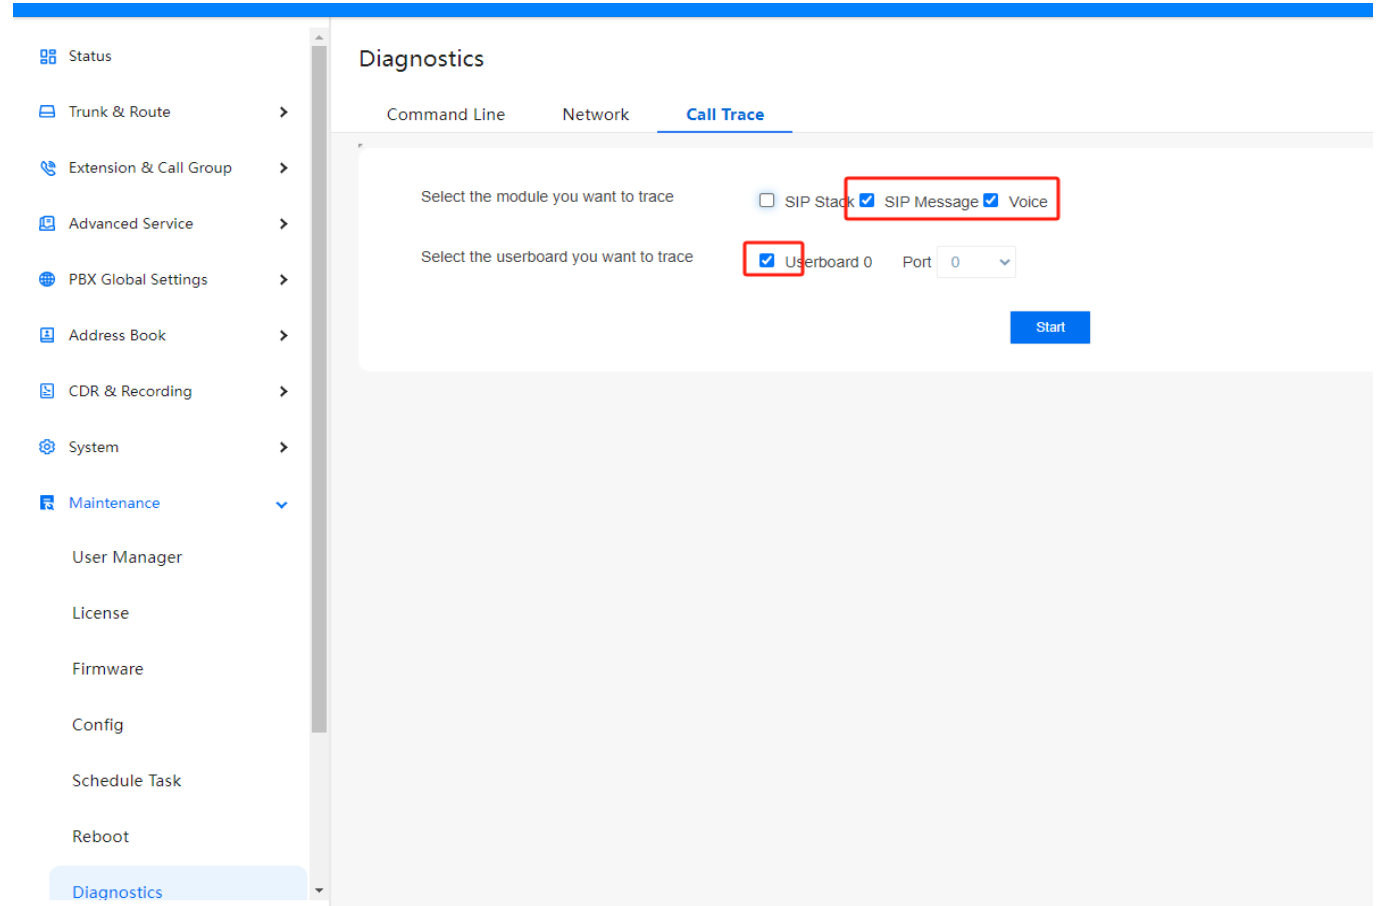 Status
Trunk & Route
Extension & Call Group
Advanced Service
PBX Global Settings
Address Book
CDR & Recording
System
Maintenance
User Manager
License
Firmware
Config
Schedule Task
Reboot
Diagnostics
Diagnostics
Command Line Network Call Trace
Select the module you want to trace SIP Stack SIP Message Voice
Select the userboard you want to trace Userboard 0 Port 0
Start